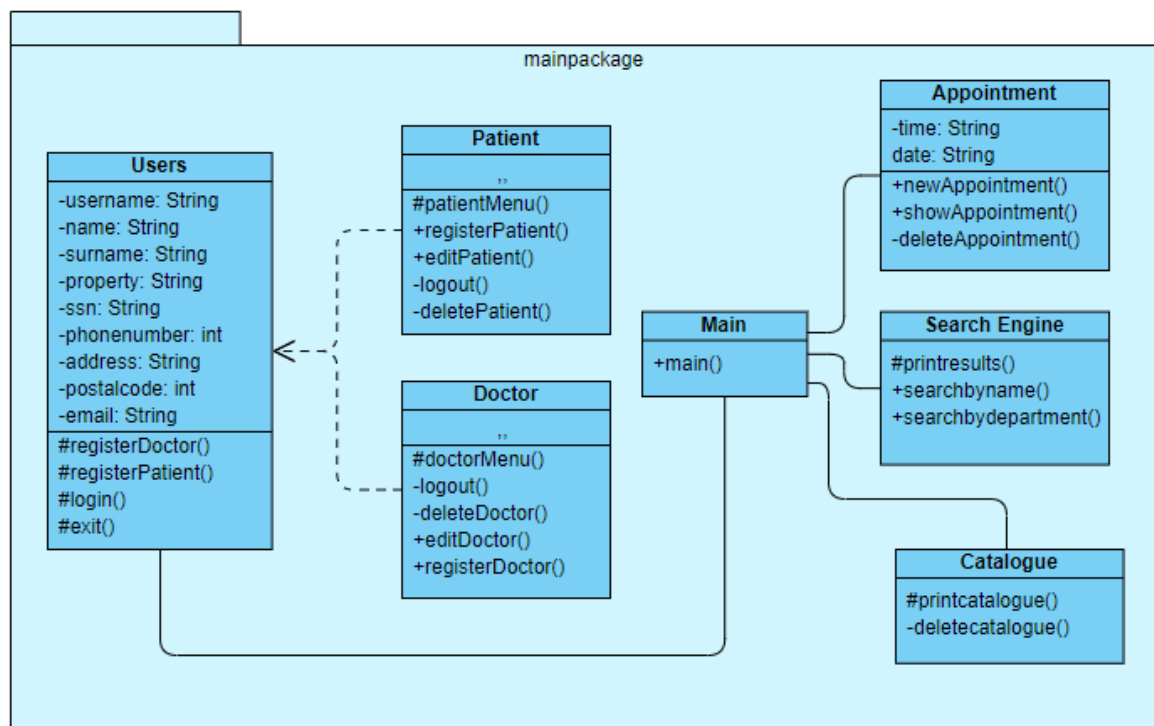 mainpackage
Users
-username: String
-name: String
-surname: String
-property: String
-ssn: String
-phonenumber: int
-address: String
-postalcode: int
-email: String
#registerDoctor()
#registerPatient()
#login()
#exit()
Patient
,,
#patientMenu()
+registerPatient()
+editPatient()
-logout()
-deletePatient()
Doctor
,,
#doctorMenu()
-logout()
-deleteDoctor()
+editDoctor()
+registerDoctor()
Main
+main()
Appointment
-time: String
date: String
+newAppointment()
+showAppointment()
-deleteAppointment()
Search Engine
#printresults()
+searchbyname()
+searchbydepartment()
Catalogue
#printcatalogue()
-deletecatalogue()